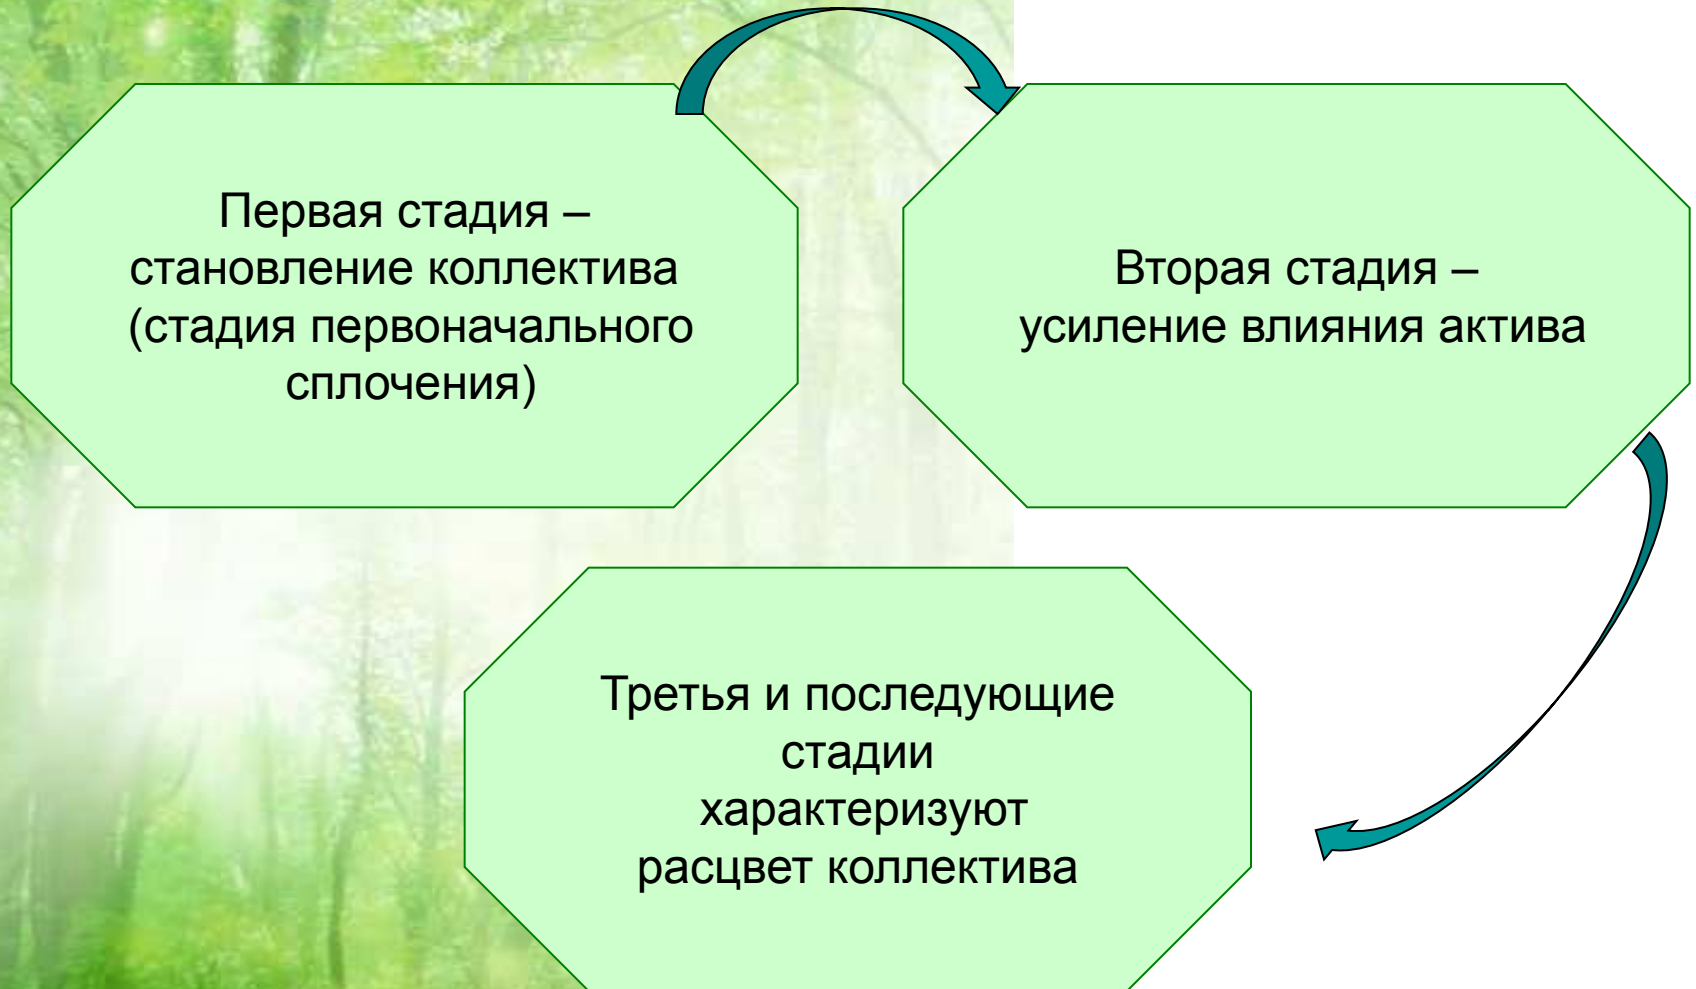 Первая стадия –
становление коллектива
(стадия первоначального
сплочения)
Вторая стадия –
усиление влияния актива
Третья и последующие
стадии
характеризуют
расцвет коллектива